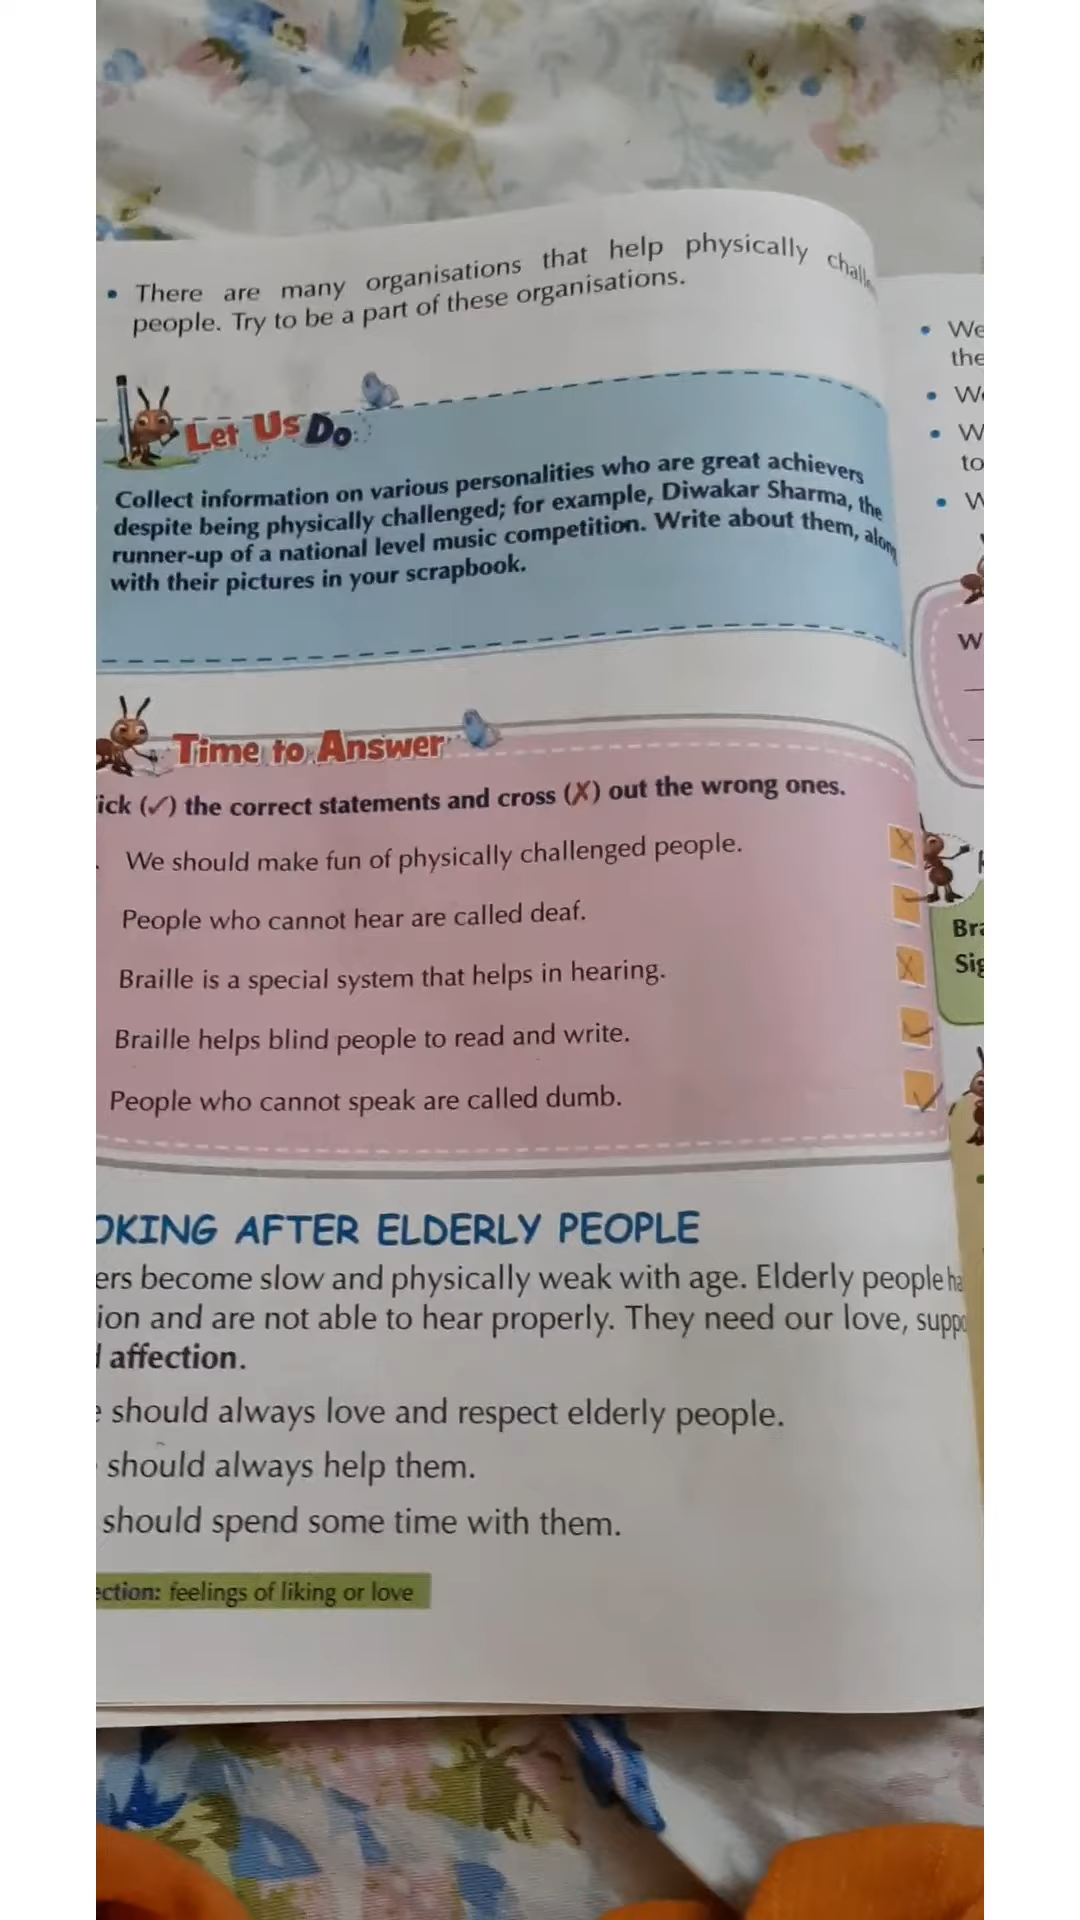 • There are many organisations that help physically
people. Try to be a part of these organisations.
Let Us Do
Collect information on various personalities who are great achievers
despite being physically challenged; for example, Diwakar Sharma, the
runner-up of a national level music competition. Write about them, along
with their pictures in your scrapbook.
Time to Answer
ick (✓) the correct statements and cross (✗) out the wrong ones.
We should make fun of physically challenged people. ✗
People who cannot hear are called deaf. ✓
Braille is a special system that helps in hearing. ✗
Braille helps blind people to read and write. ✓
People who cannot speak are called dumb. ✓
OKING AFTER ELDERLY PEOPLE
ers become slow and physically weak with age. Elderly people ha
ion and are not able to hear properly. They need our love, suppo
affection.
should always love and respect elderly people.
should always help them.
should spend some time with them.
ection: feelings of liking or love
• We
the
• W
• W
to
• W
W
Bra
Sig